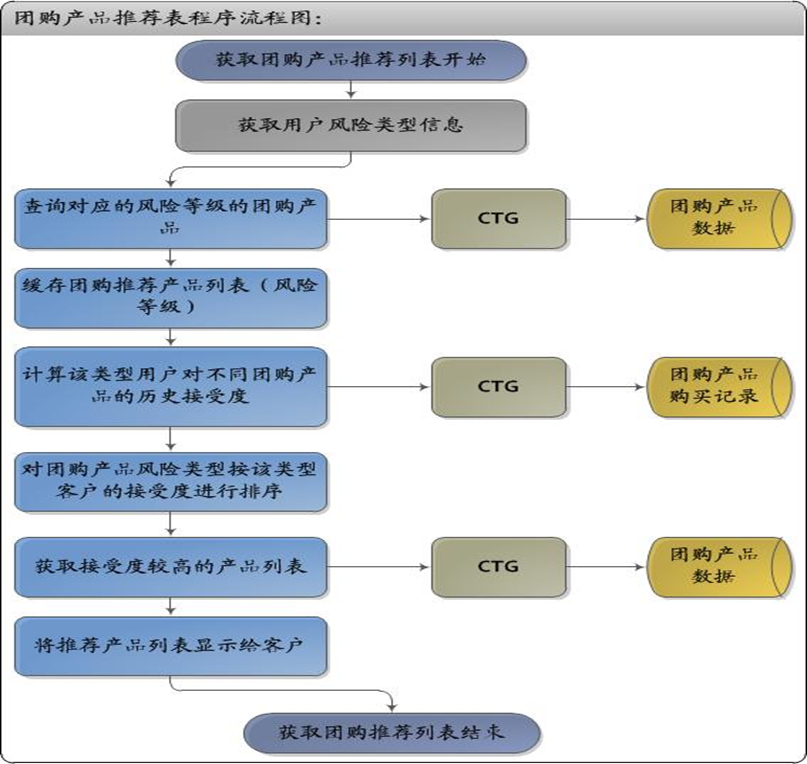 团购产品推荐表程序流程图：
获取团购产品推荐列表开始
获取用户风险类型信息
查询对应的风险等级的团购产
品
CTG
团购产品
数据
缓存团购推荐产品列表（风险
等级）
计算该类型用户对不同团购产
品的历史接受度
CTG
团购产品
购买记录
对团购产品风险类型按该类型
客户的接受度进行排序
获取接受度较高的产品列表
CTG
团购产品
数据
将推荐产品列表显示给客户
获取团购推荐列表结束